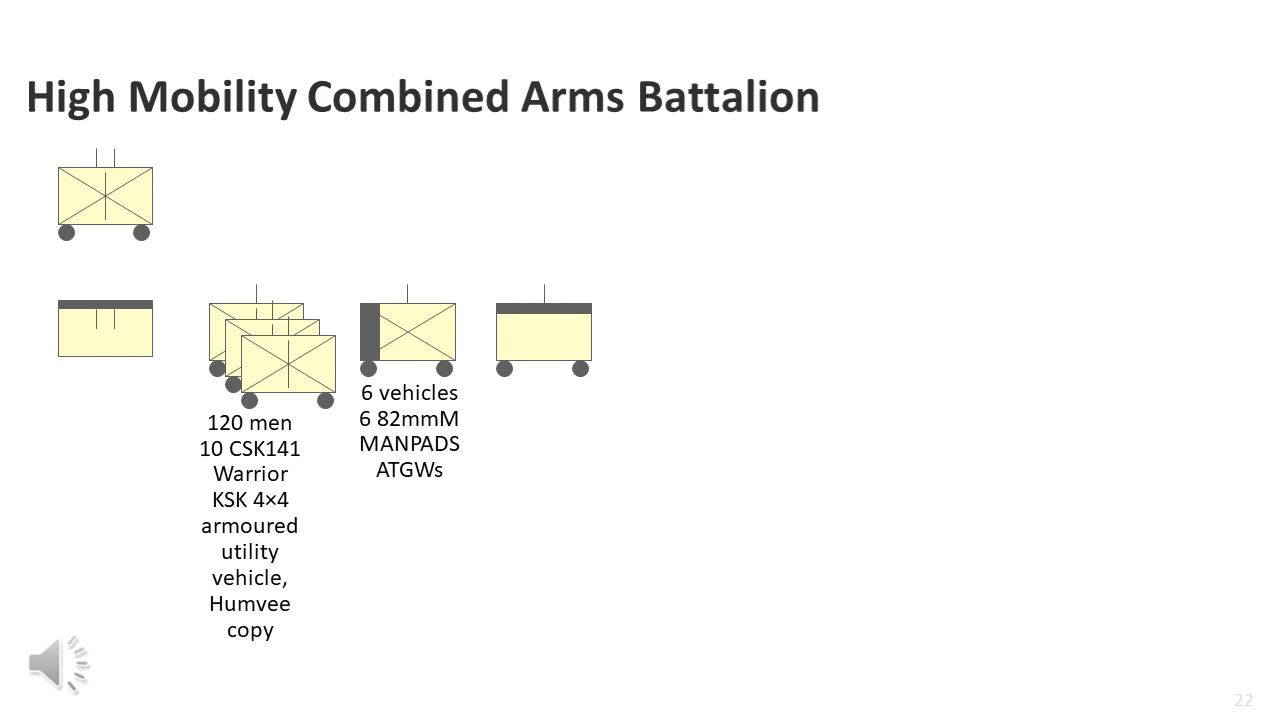 High Mobility Combined Arms Battalion
120 men
10 CSK141
Warrior
KSK 4×4
armoured
utility
vehicle,
Humvee
copy
6 vehicles
6 82mmM
MANPADS
ATGWs
22